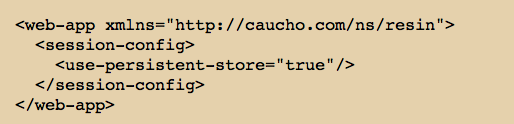 <web-app xmlns="http://caucho.com/ns/resin">
  <session-config>
    <use-persistent-store="true"/>
  </session-config>
</web-app>